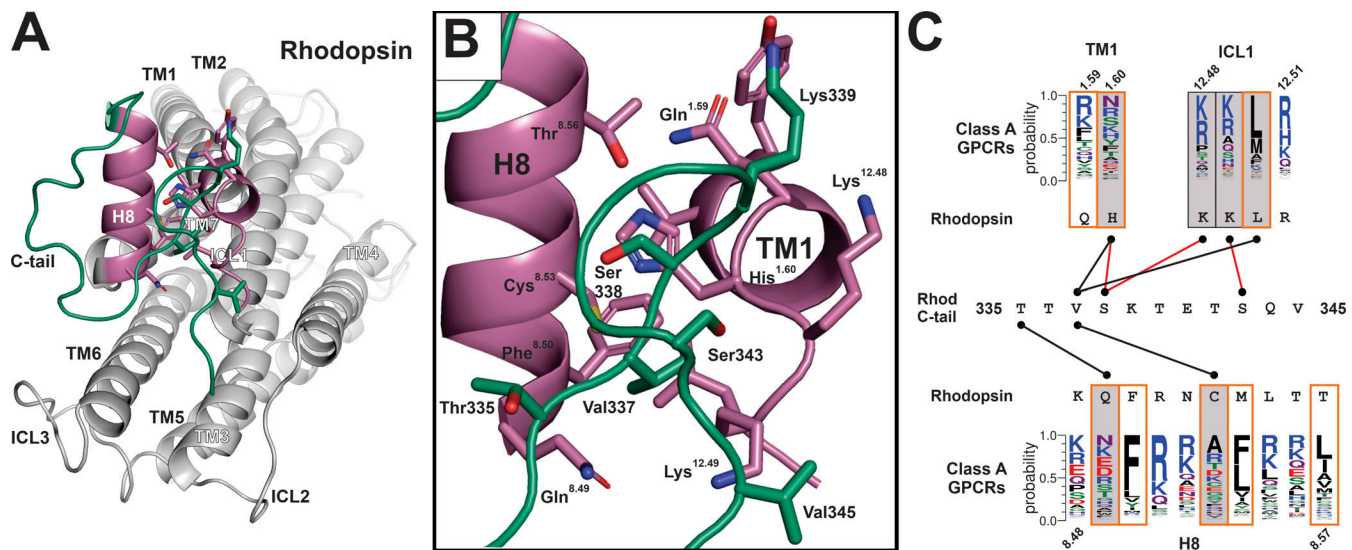 A
Rhodopsin
TM1
TM2
H8
TM7
ICL1
TM4
C-tail
TM6
TM5
TM3
ICL3
ICL2
B
Lys339
Gln1.59
Thr8.56
H8
Lys12.48
TM1
Ser
338
His1.60
Cys8.53
Ser343
Phe8.50
Thr335
Val337
Lys12.49
Gln8.49
Val345
C
TM1
ICL1
1.59 1.60 12.48 12.51
Class A
GPCRs
probability
1.0
0.5
0.0
Rhodopsin Q H K K L R
Rhod
C-tail
335 T T V S K T E T S Q V 345
Rhodopsin K Q F R N C M L T T
Class A
GPCRs
probability
1.0
0.5
0.0
8.48 8.57
H8